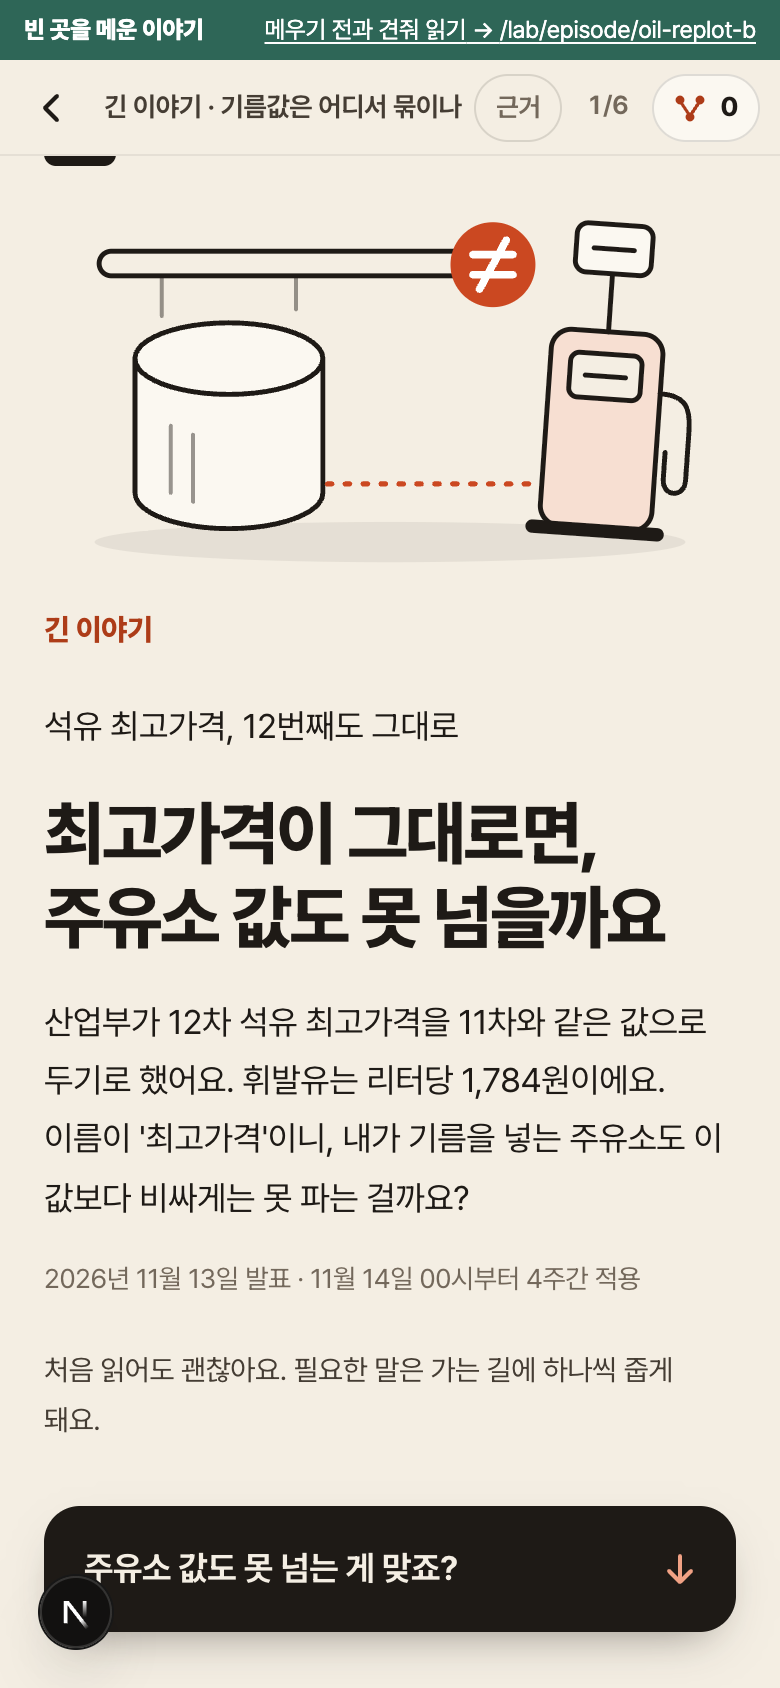 빈 곳을 메운 이야기
메우기 전과 견줘 읽기 → /lab/episode/oil-replot-b
긴 이야기 · 기름값은 어디서 묶이나
근거
1/6
0
≠
긴 이야기
석유 최고가격, 12번째도 그대로
최고가격이 그대로면,
주유소 값도 못 넘을까요
산업부가 12차 석유 최고가격을 11차와 같은 값으로
두기로 했어요. 휘발유는 리터당 1,784원이에요.
이름이 '최고가격'이니, 내가 기름을 넣는 주유소도 이
값보다 비싸게는 못 파는 걸까요?
2026년 11월 13일 발표 · 11월 14일 00시부터 4주간 적용
처음 읽어도 괜찮아요. 필요한 말은 가는 길에 하나씩 줍게
돼요.
주유소 값도 못 넘는 게 맞죠?
↓
N